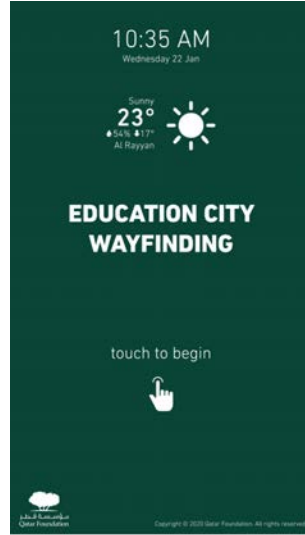 10:35 AM
Wednesday 22 Jan
Sunny
23°
54% 17°
Al Rayyan
EDUCATION CITY
WAYFINDING
touch to begin
مؤسسة قطر
Qatar Foundation
Copyright © 2020 Qatar Foundation. All rights reserved